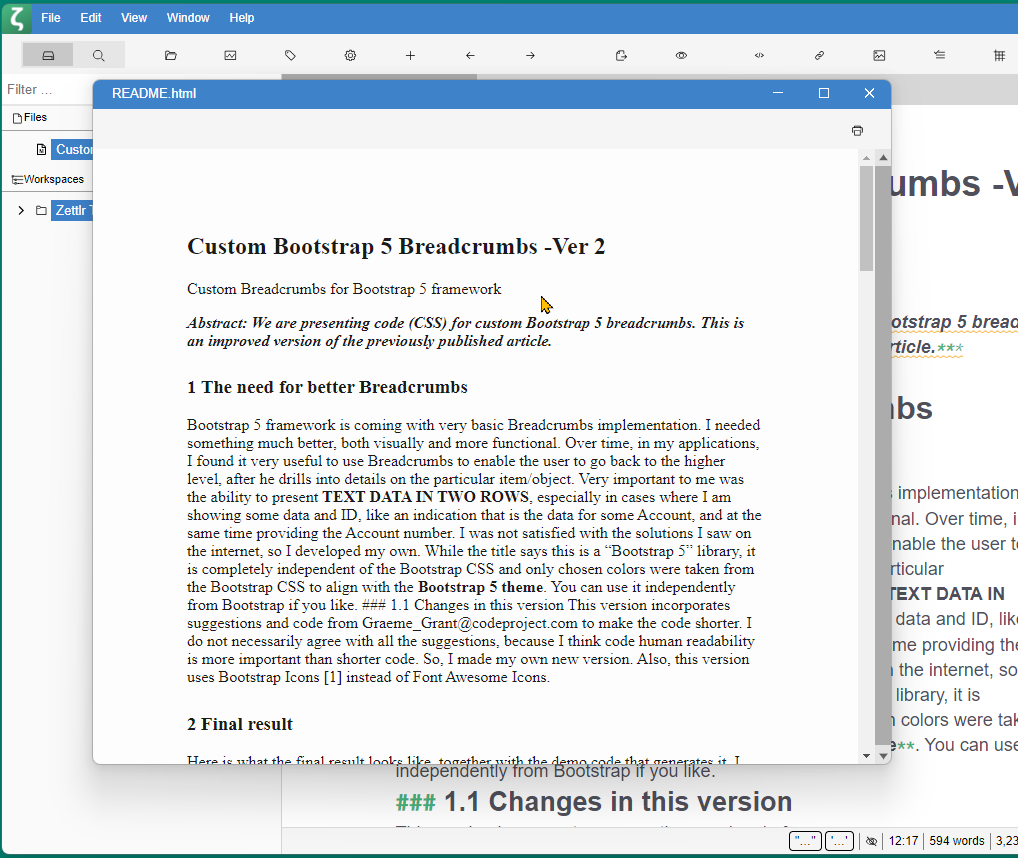 File Edit View Window Help
Filter ...
Files
Workspaces
Zettlr
README.html
Custom Bootstrap 5 Breadcrumbs -Ver 2
Custom Breadcrumbs for Bootstrap 5 framework
Abstract: We are presenting code (CSS) for custom Bootstrap 5 breadcrumbs. This is
an improved version of the previously published article.
1 The need for better Breadcrumbs
Bootstrap 5 framework is coming with very basic Breadcrumbs implementation. I needed
something much better, both visually and more functional. Over time, in my applications,
I found it very useful to use Breadcrumbs to enable the user to go back to the higher
level, after he drills into details on the particular item/object. Very important to me was
the ability to present TEXT DATA IN TWO ROWS, especially in cases where I am
showing some data and ID, like an indication that is the data for some Account, and at the
same time providing the Account number. I was not satisfied with the solutions I saw on
the internet, so I developed my own. While the title says this is a “Bootstrap 5” library, it
is completely independent of the Bootstrap CSS and only chosen colors were taken from
the Bootstrap CSS to align with the Bootstrap 5 theme. You can use it independently
from Bootstrap if you like. ### 1.1 Changes in this version This version incorporates
suggestions and code from Graeme_Grant@codeproject.com to make the code shorter. I
do not necessarily agree with all the suggestions, because I think code human readability
is more important than shorter code. So, I made my own new version. Also, this version
uses Bootstrap Icons [1] instead of Font Awesome Icons.
2 Final result
Here is what the final result looks like, together with the demo code that generates it. I
umbs -V
otstrap 5 bread
rticle.***
bs
implementation
nal. Over time, i
nable the user to
rticular
TEXT DATA IN
data and ID, like
me providing the
the internet, so
library, it is
colors were tak
**. You can use
independently from Bootstrap if you like.
### 1.1 Changes in this version
"..." '...' 12:17 594 words 3,23